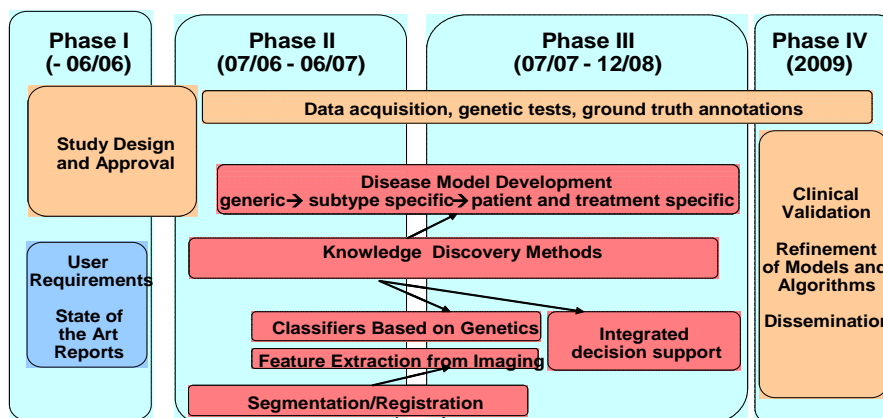 Phase I
(- 06/06)
Phase II
(07/06 - 06/07)
Phase III
(07/07 - 12/08)
Phase IV
(2009)
Data acquisition, genetic tests, ground truth annotations
Study Design
and Approval
Disease Model Development
generic→ subtype specific→ patient and treatment specific
Knowledge Discovery Methods
User
Requirements
State of
the Art
Reports
Classifiers Based on Genetics
Feature Extraction from Imaging
Segmentation/Registration
Integrated
decision support
Clinical
Validation
Refinement
of Models and
Algorithms
Dissemination